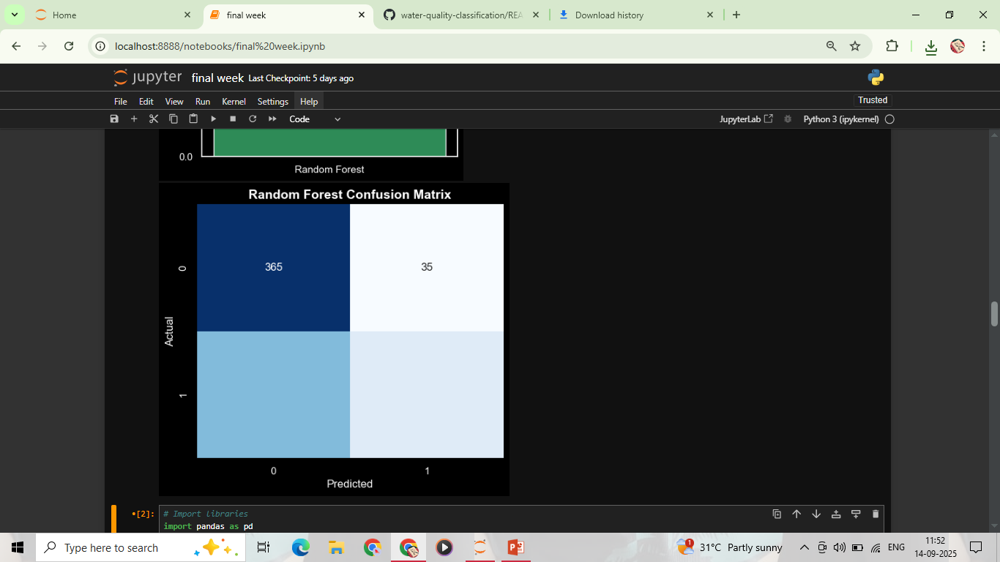 Home
final week
water-quality-classification/REA
Download history
localhost:8888/notebooks/final%20week.ipynb
jupyter final week Last Checkpoint: 5 days ago
File Edit View Run Kernel Settings Help
Trusted
Code
JupyterLab
Python 3 (ipykernel)
0.0
Random Forest
Random Forest Confusion Matrix
0
365
35
Actual
1
0
1
Predicted
[2]:
# Import libraries
import pandas as pd
Type here to search
1
31°C Partly sunny
ENG
11:52
14-09-2025